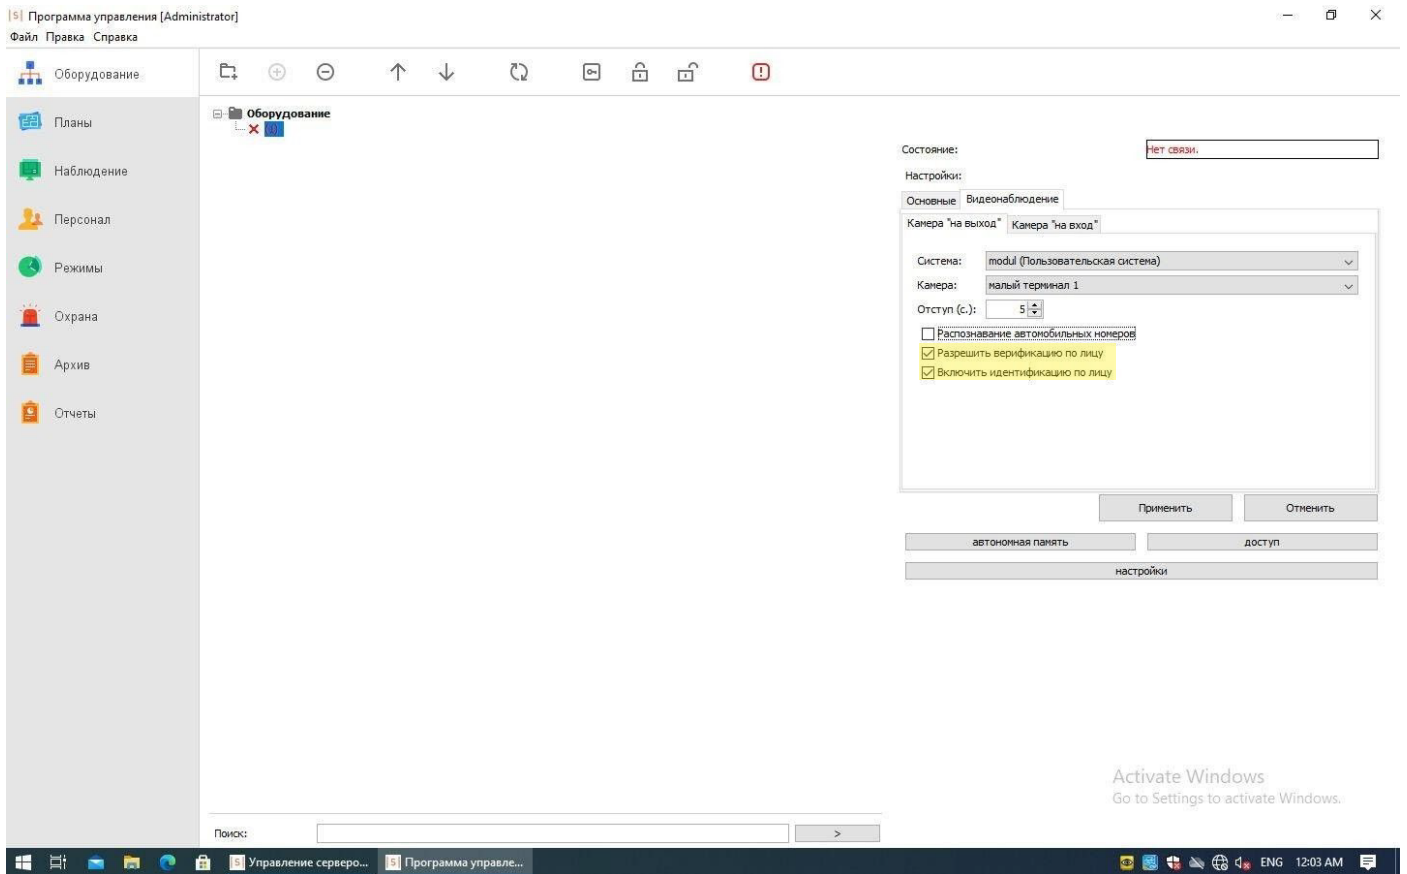 |S| Программа управления [Administrator]
Файл Правка Справка
Оборудование
Планы
Наблюдение
Персонал
Режимы
Охрана
Архив
Отчеты
Оборудование
Состояние:
Нет связи.
Настройки:
Основные Видеонаблюдение
Камера "на выход" Камера "на вход"
Система: modul (Пользовательская система)
Камера: малый терминал 1
Отступ (с.): 5
Распознавание автомобильных номеров
Разрешить верификацию по лицу
Включить идентификацию по лицу
Применить Отменить
автономная память доступ
настройки
Activate Windows
Go to Settings to activate Windows.
Поиск: >
|S| Управление серверо... |S| Программа управле... ENG 12:03 AM